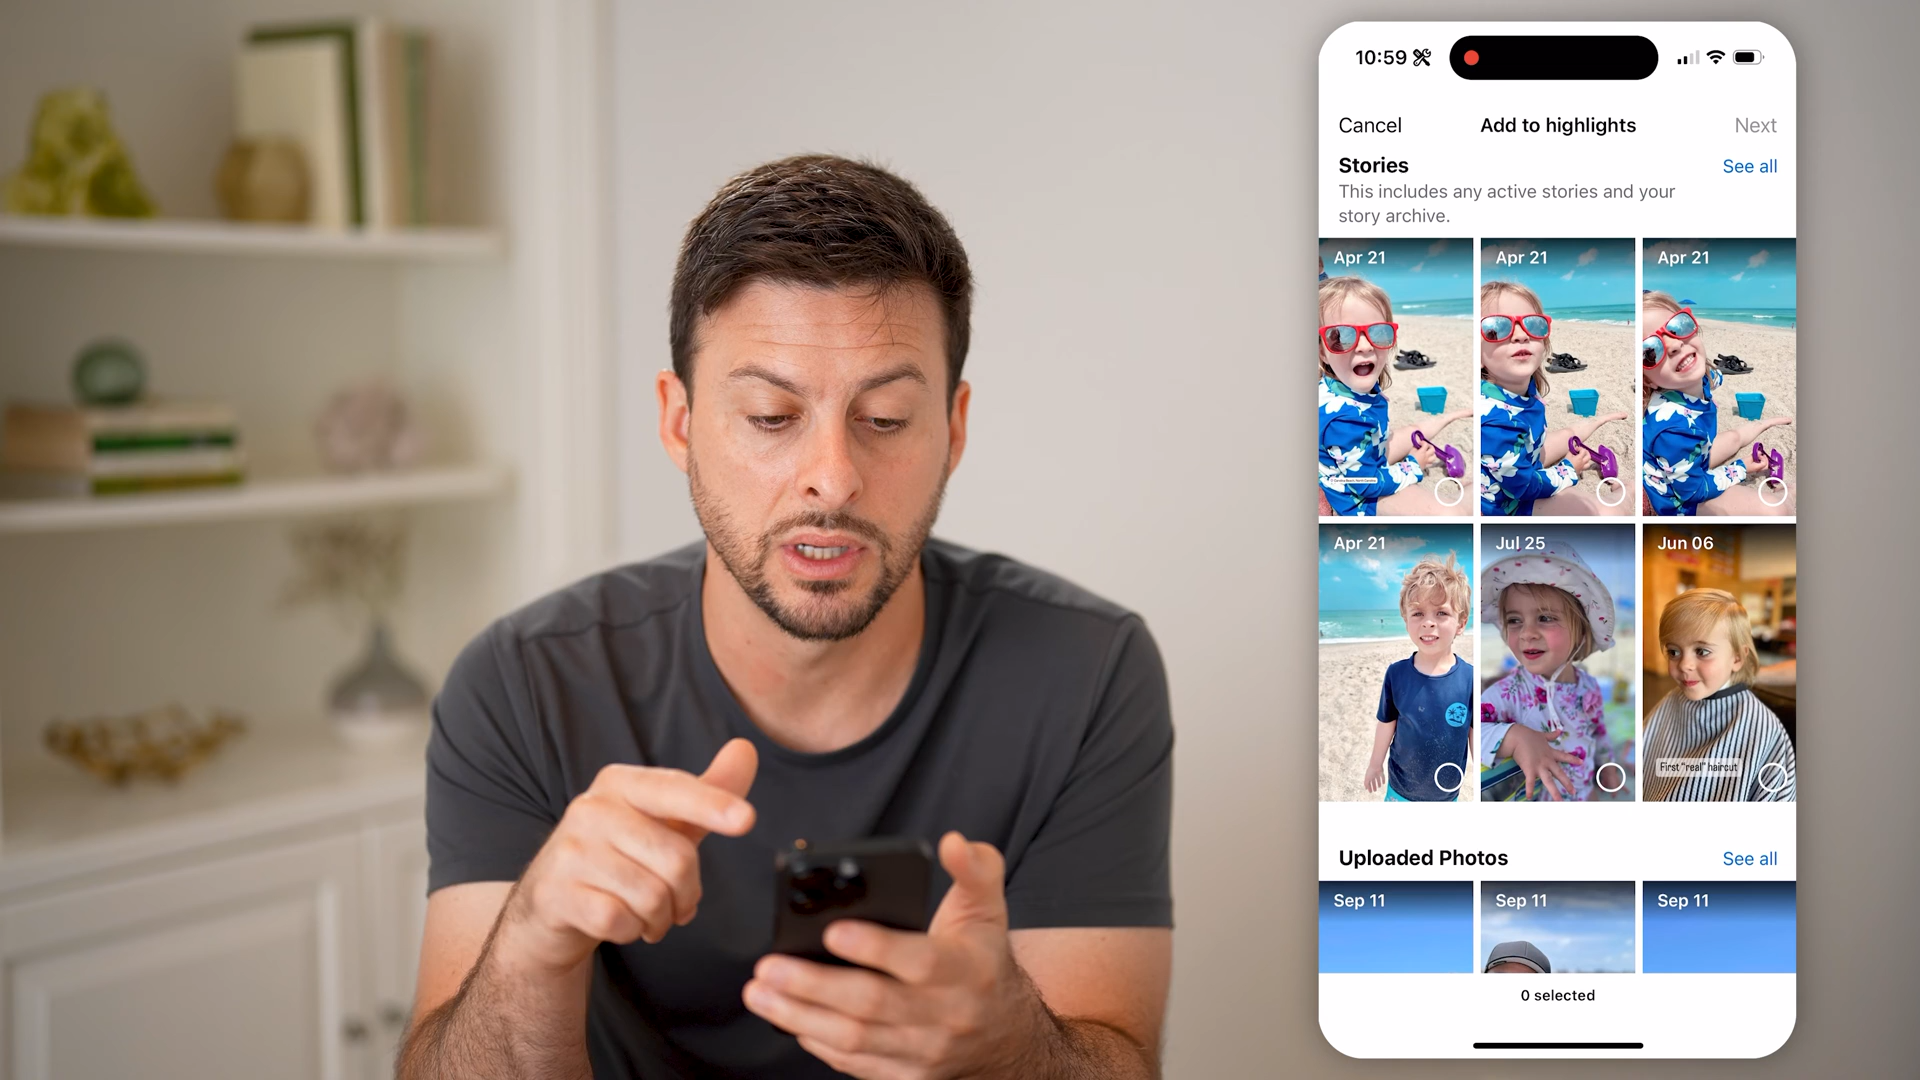 10:59
Cancel
Add to highlights
Next
Stories
See all
This includes any active stories and your
story archive.
Apr 21
Apr 21
Apr 21
Apr 21
Jul 25
Jun 06
First "real" haircut
Uploaded Photos
See all
Sep 11
Sep 11
Sep 11
0 selected